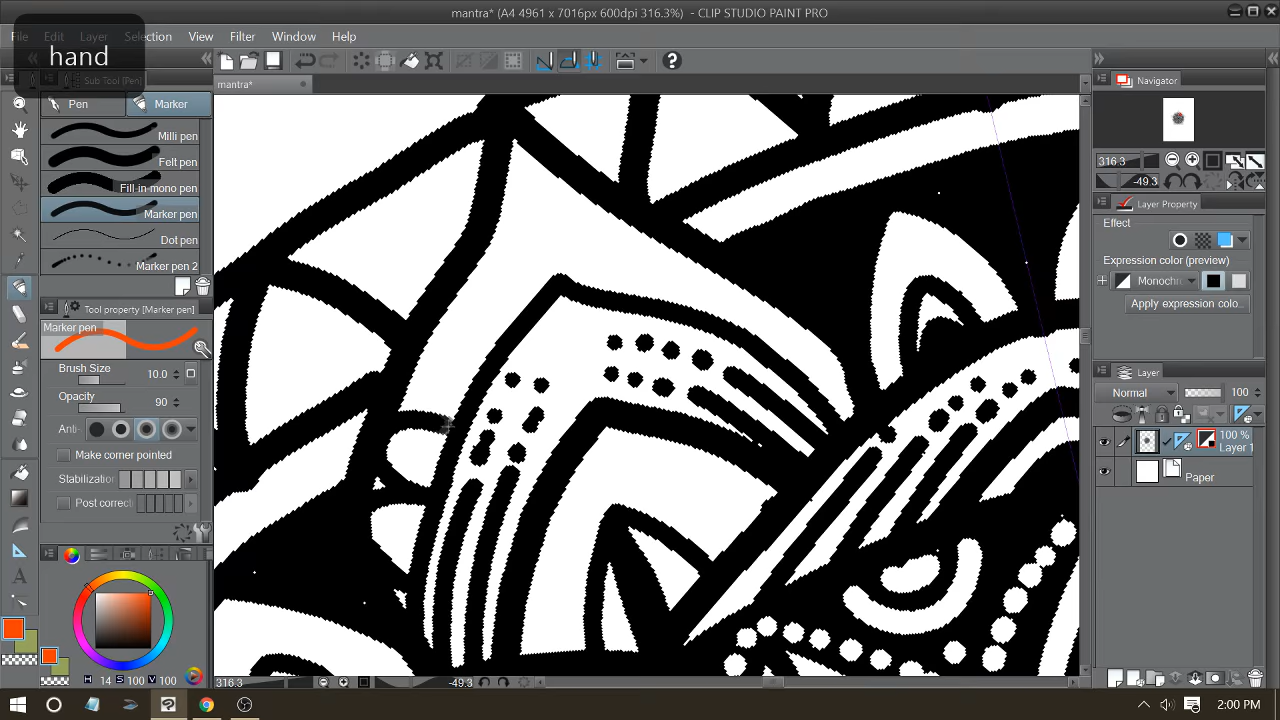 mantra* (A4 4961 x 7016px 600dpi 316.3%) - CLIP STUDIO PAINT PRO
File Edit Layer Selection View Filter Window Help
hand
Sub Tool [Pen]
mantra*
Navigator
Pen Marker
Milli pen
Felt pen
Fill-in mono pen
Marker pen
Dot pen
Marker pen 2
316.3
-49.3
Layer Property
Effect
Expression color (preview)
Monochr
Apply expression colo...
Tool property [Marker pen]
Marker pen
Brush Size 10.0
Opacity 90
Anti-
Make corner pointed
Stabilization
Post correct
Layer
Normal 100
100 %
Layer 1
Paper
H 14 S 100 V 100
316.3 -49.3
2:00 PM